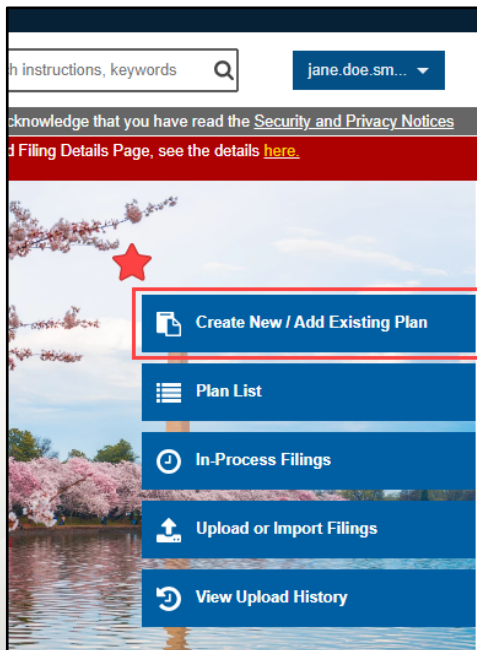 instructions, keywords
jane.doe.sm...
cknowledge that you have read the Security and Privacy Notices
d Filing Details Page, see the details here.
Create New / Add Existing Plan
Plan List
In-Process Filings
Upload or Import Filings
View Upload History